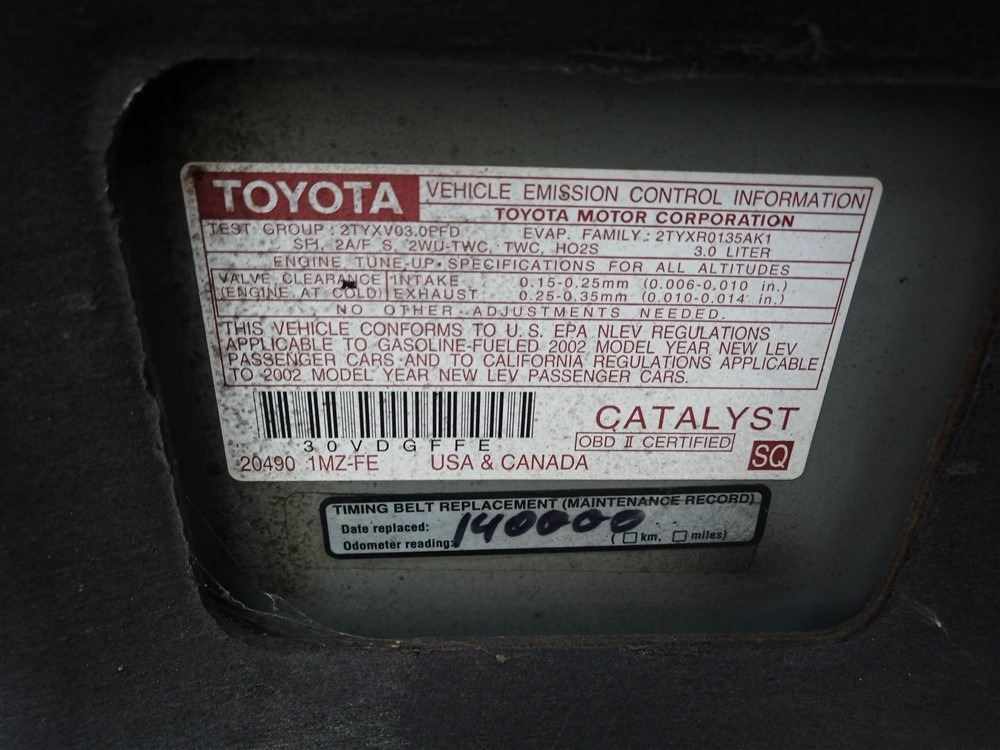 TOYOTA VEHICLE EMISSION CONTROL INFORMATION
TOYOTA MOTOR CORPORATION
TEST GROUP : 2TYXV03.0PFD EVAP. FAMILY : 2TYXR0135AK1
SFI, 2A/F S, 2WU-TWC, TWC, HO2S 3.0 LITER
ENGINE TUNE-UP SPECIFICATIONS FOR ALL ALTITUDES
VALVE CLEARANCE INTAKE 0.15-0.25mm (0.006-0.010 in.)
(ENGINE AT COLD) EXHAUST 0.25-0.35mm (0.010-0.014 in.)
NO OTHER ADJUSTMENTS NEEDED.
THIS VEHICLE CONFORMS TO U.S. EPA NLEV REGULATIONS
APPLICABLE TO GASOLINE-FUELED 2002 MODEL YEAR NEW LEV
PASSENGER CARS AND TO CALIFORNIA REGULATIONS APPLICABLE
TO 2002 MODEL YEAR NEW LEV PASSENGER CARS.
CATALYST
30VDGFFE OBD II CERTIFIED
20490 1MZ-FE USA & CANADA SQ
TIMING BELT REPLACEMENT (MAINTENANCE RECORD)
Date replaced:
Odometer reading: 140000 ( km, miles)